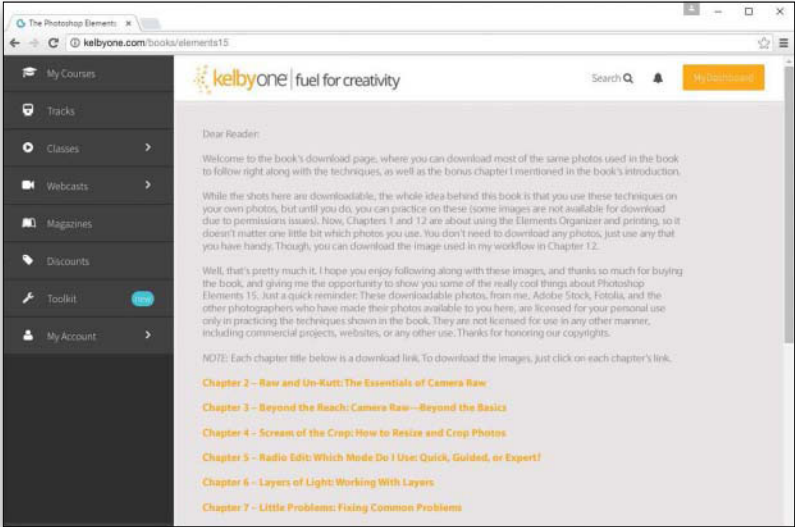 The Photoshop Elements
kelbyone.com/books/elements15
My Courses
Tracks
Classes
Webcasts
Magazines
Discounts
Toolkit
new
My Account
kelbyone fuel for creativity
Search
My Dashboard
Dear Reader:
Welcome to the book's download page, where you can download most of the same photos used in the book
to follow right along with the techniques, as well as the bonus chapter I mentioned in the book's introduction.
While the shots here are downloadable, the whole idea behind this book is that you use these techniques on
your own photos, but until you do, you can practice on these (some images are not available for download
due to permissions issues). Now, Chapters 1 and 12 are about using the Elements Organizer and printing, so it
doesn't matter one little bit which photos you use. You don't need to download any photos, just use any that
you have handy. Though, you can download the image used in my workflow in Chapter 12.
Well, that's pretty much it. I hope you enjoy following along with these images, and thanks so much for buying
the book, and giving me the opportunity to show you some of the really cool things about Photoshop
Elements 15. Just a quick reminder: These downloadable photos, from me, Adobe Stock, Fotolia, and the
other photographers who have made their photos available to you here, are licensed for your personal use
only in practicing the techniques shown in the book. They are not licensed for use in any other manner,
including commercial projects, websites, or any other use. Thanks for honoring our copyrights.
NOTE: Each chapter title below is a download link. To download the images, just click on each chapter's link.
Chapter 2 – Raw and Un-Kutt: The Essentials of Camera Raw
Chapter 3 – Beyond the Reach: Camera Raw—Beyond the Basics
Chapter 4 – Scream of the Crop: How to Resize and Crop Photos
Chapter 5 – Radio Edit: Which Mode Do I Use: Quick, Guided, or Expert?
Chapter 6 – Layers of Light: Working With Layers
Chapter 7 – Little Problems: Fixing Common Problems